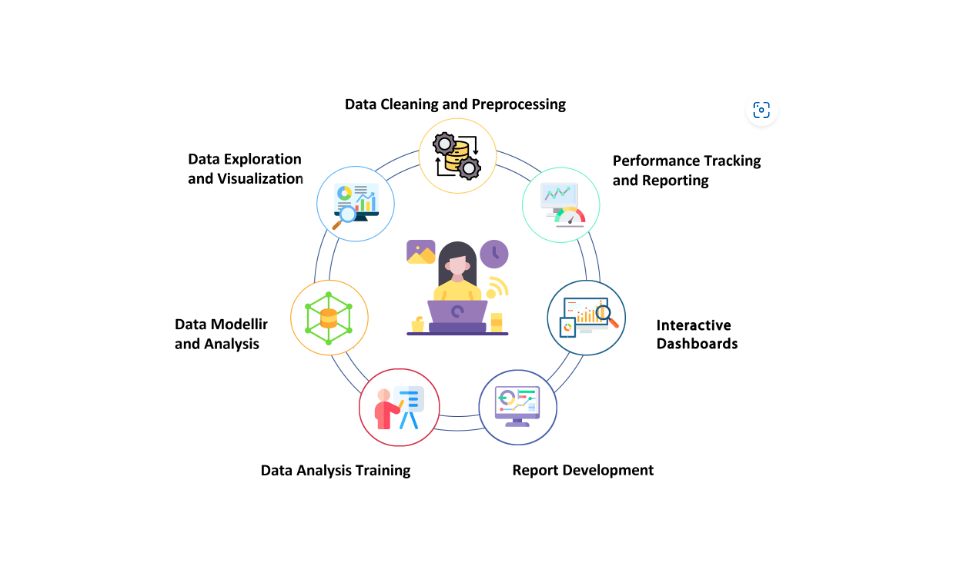 Data Cleaning and Preprocessing
Data Exploration
and Visualization
Performance Tracking
and Reporting
Data Modellir
and Analysis
Interactive
Dashboards
Data Analysis Training
Report Development